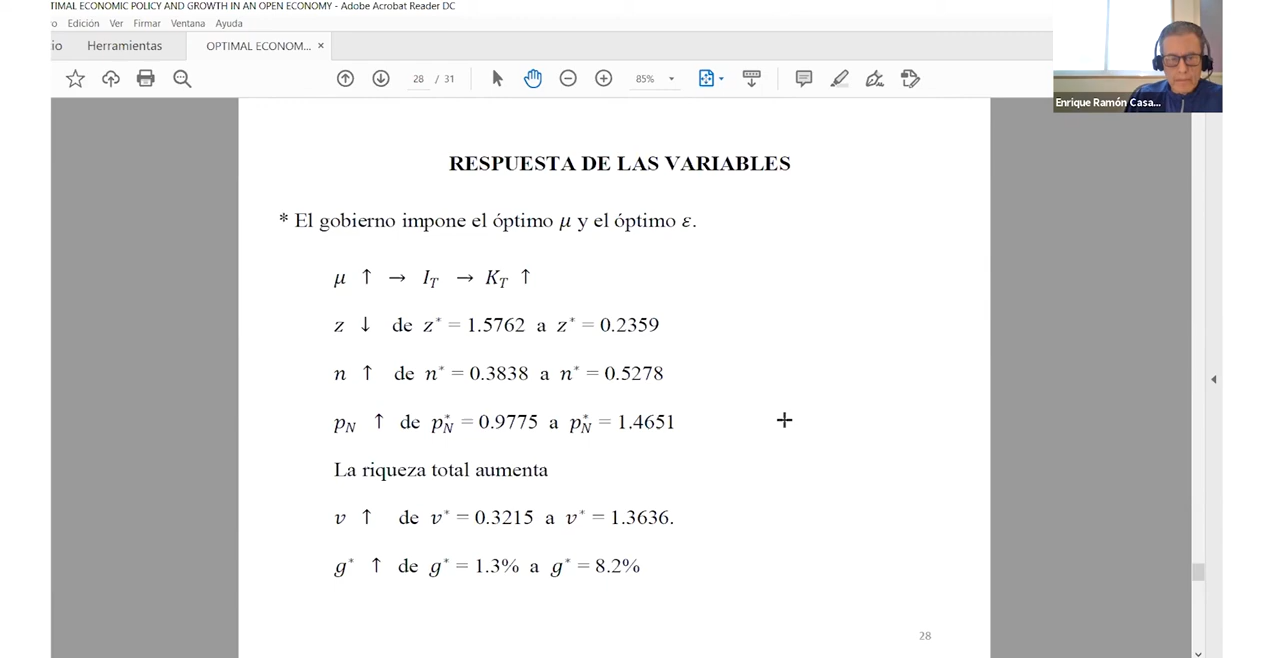 TIMAL ECONOMIC POLICY AND GROWTH IN AN OPEN ECONOMY - Adobe Acrobat Reader DC
o Edición Ver Firmar Ventana Ayuda
io Herramientas OPTIMAL ECONOM... ×
28 / 31 85%
Enrique Ramón Casa...
RESPUESTA DE LAS VARIABLES
* El gobierno impone el óptimo μ y el óptimo ε.
μ ↑ → I_T → K_T ↑
z ↓ de z* = 1.5762 a z* = 0.2359
n ↑ de n* = 0.3838 a n* = 0.5278
p_N ↑ de p_N* = 0.9775 a p_N* = 1.4651
La riqueza total aumenta
v ↑ de v* = 0.3215 a v* = 1.3636.
g* ↑ de g* = 1.3% a g* = 8.2%
28